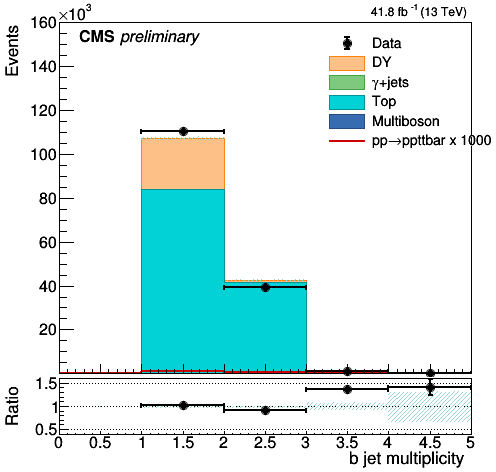 ×10³
41.8 fb⁻¹ (13 TeV)
CMS preliminary
Events
160
140
120
100
80
60
40
20
Data
DY
γ+jets
Top
Multiboson
pp→ppttbar x 1000
Ratio
1.5
1
0.5
0 0.5 1 1.5 2 2.5 3 3.5 4 4.5 5
b jet multiplicity